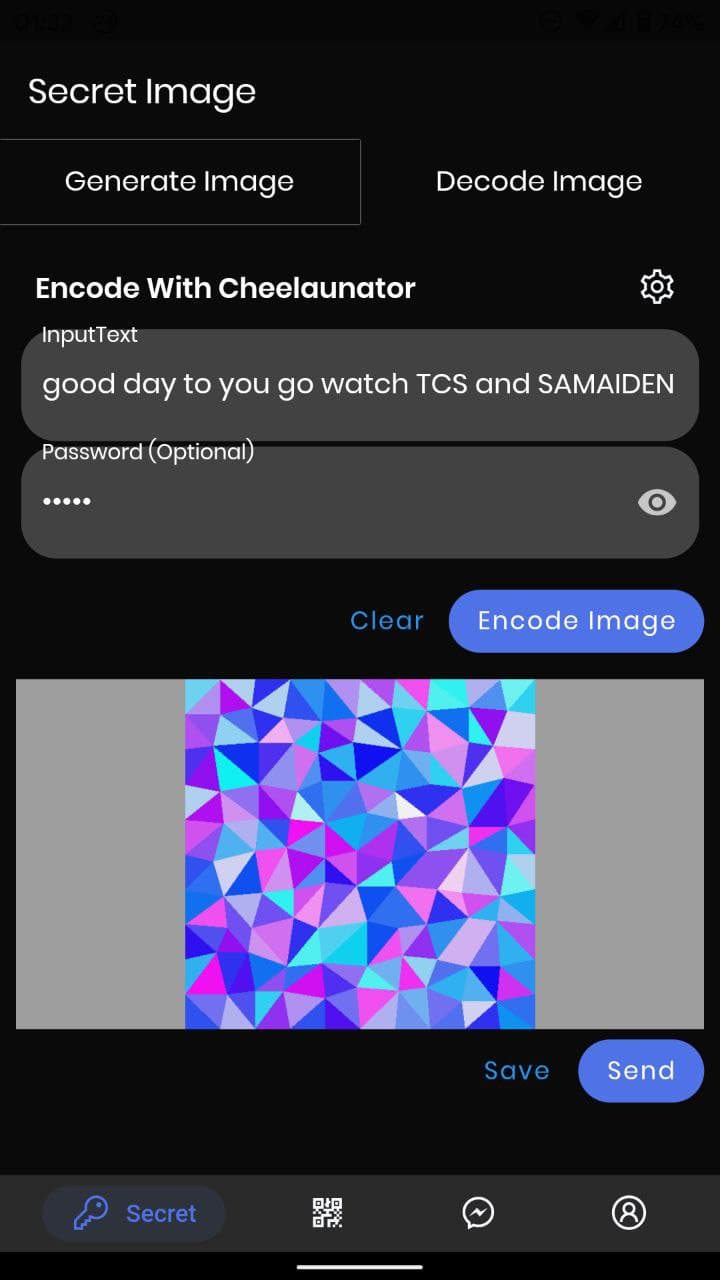 Secret Image
Generate Image
Decode Image
Encode With Cheelaunator
InputText
good day to you go watch TCS and SAMAIDEN
Password (Optional)
•••••
Clear
Encode Image
Save
Send
Secret